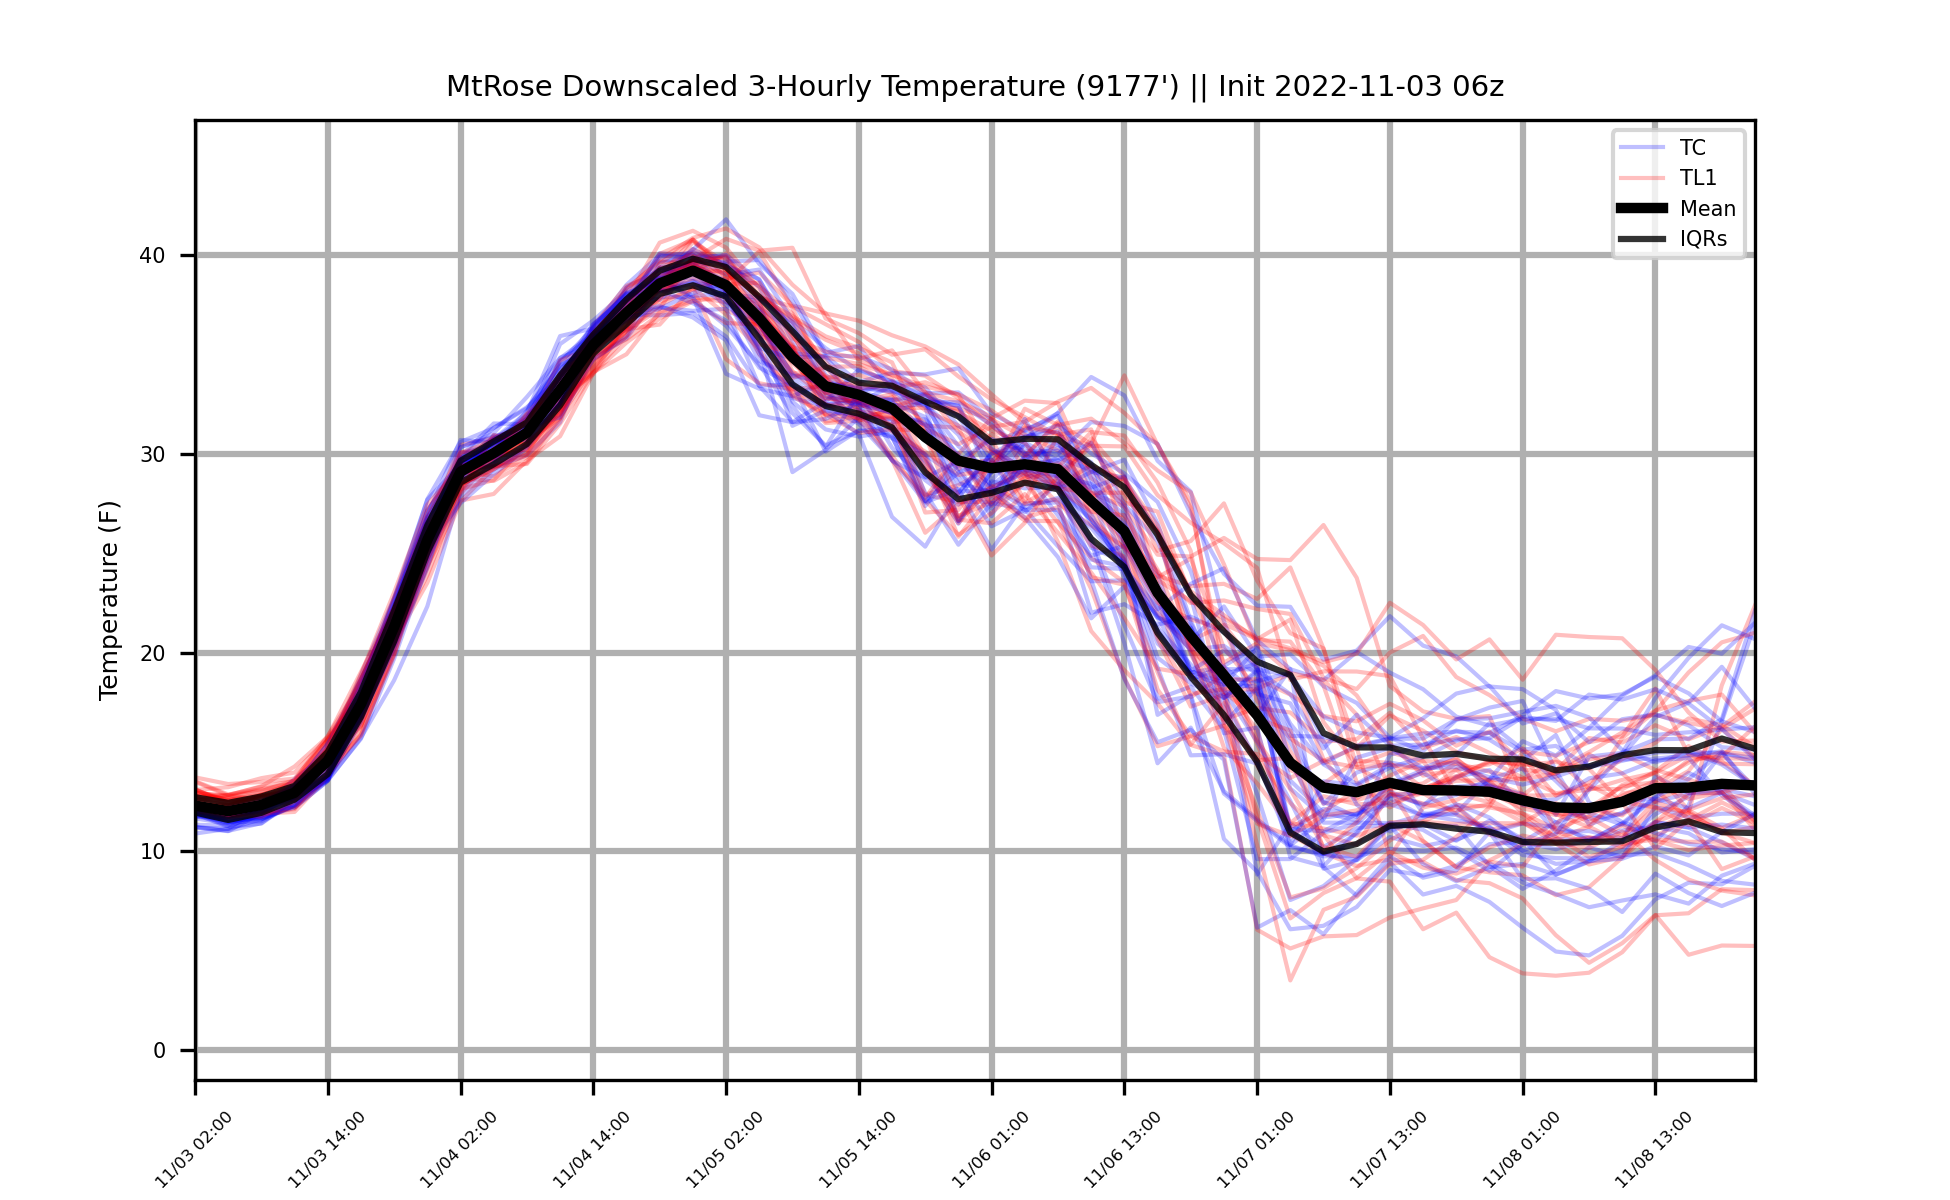 MtRose Downscaled 3-Hourly Temperature (9177') || Init 2022-11-03 06z
TC
TL1
Mean
IQRs
Temperature (F)
40
30
20
10
0
11/03 02:00
11/03 14:00
11/04 02:00
11/04 14:00
11/05 02:00
11/05 14:00
11/06 01:00
11/06 13:00
11/07 01:00
11/07 13:00
11/08 01:00
11/08 13:00